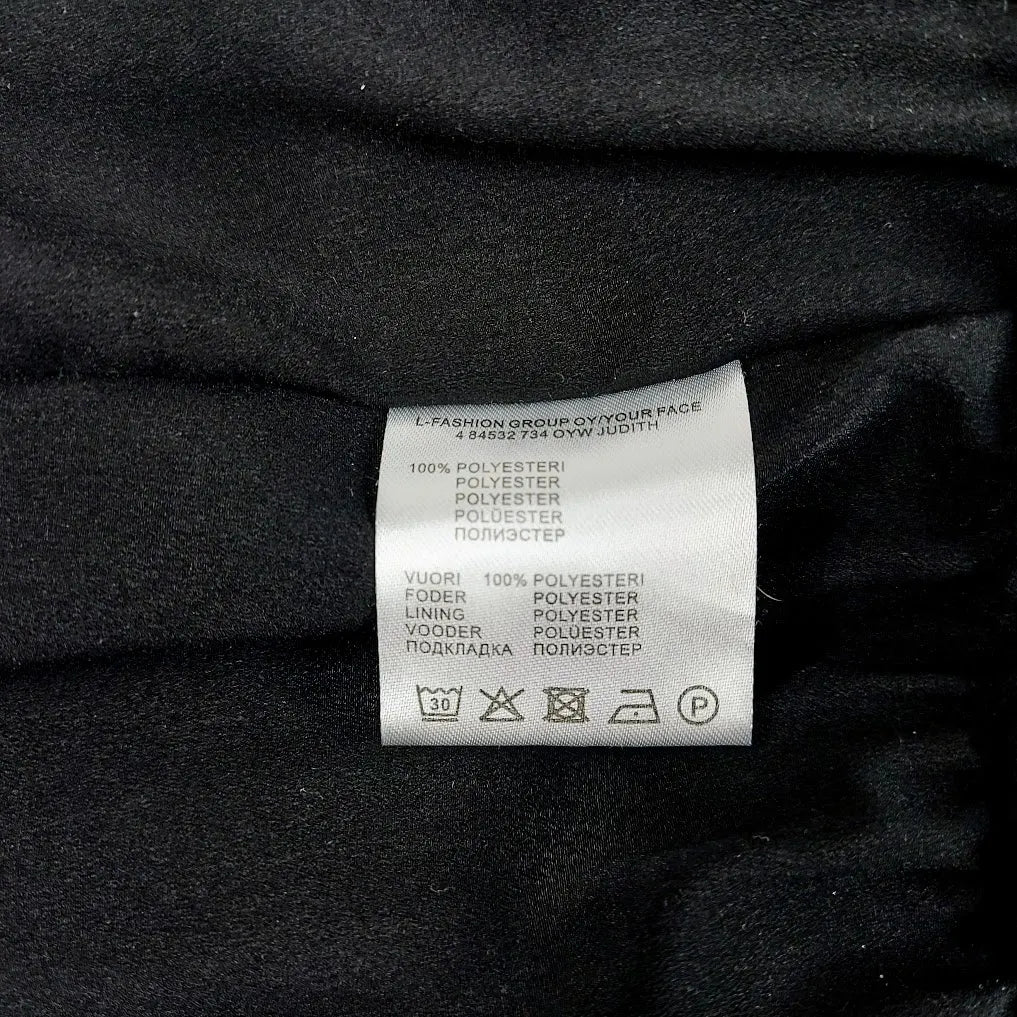 L-FASHION GROUP OY/YOUR FACE
4 84532 734 OYW JUDITH
100% POLYESTERI
POLYESTER
POLYESTER
POLÜESTER
ПОЛИЭСТЕР
VUORI 100% POLYESTERI
FODER POLYESTER
LINING POLYESTER
VOODER POLÜESTER
ПОДКЛАДКА ПОЛИЭСТЕР
30
P